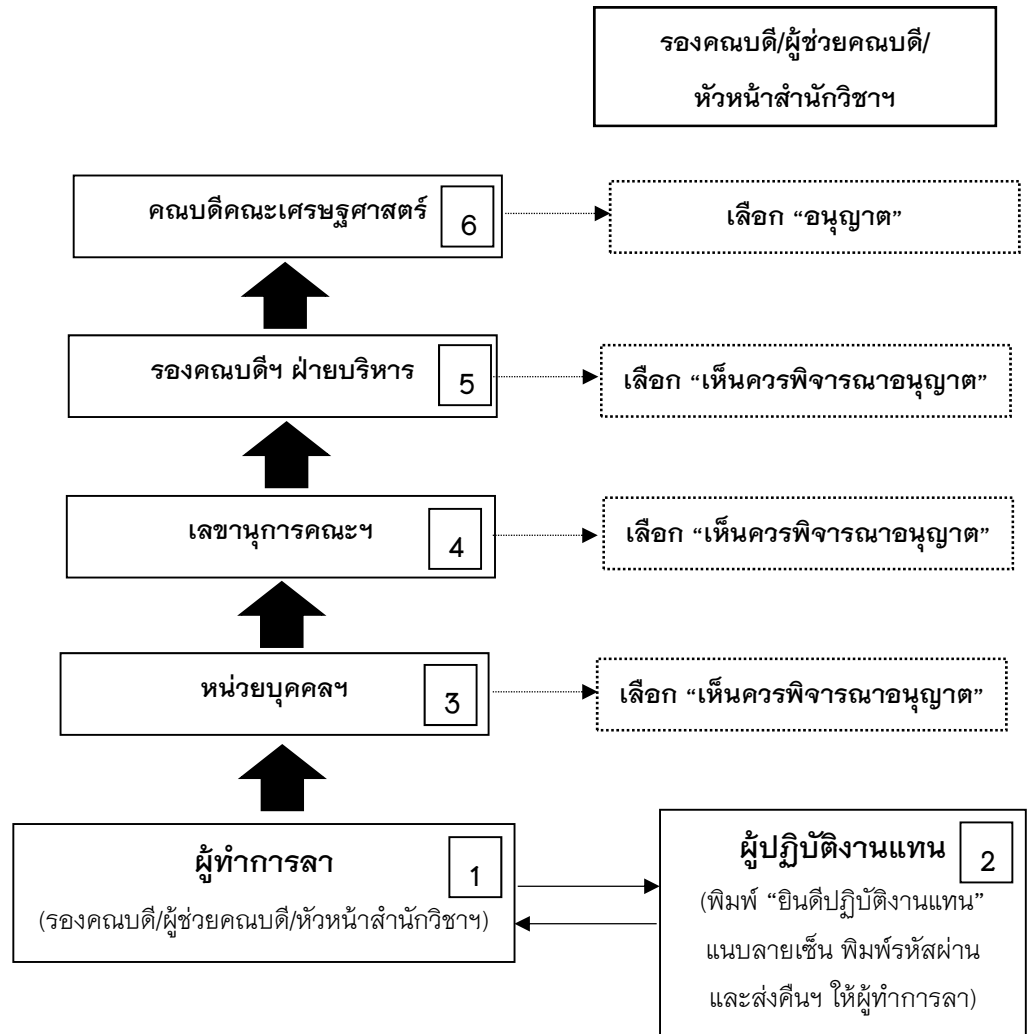 รองคณบดี/ผู้ช่วยคณบดี/
หัวหน้าสำนักวิชาฯ
คณบดีคณะเศรษฐศาสตร์
6
เลือก “อนุญาต”
รองคณบดีฯ ฝ่ายบริหาร
5
เลือก “เห็นควรพิจารณาอนุญาต”
เลขานุการคณะฯ
4
เลือก “เห็นควรพิจารณาอนุญาต”
หน่วยบุคคลฯ
3
เลือก “เห็นควรพิจารณาอนุญาต”
ผู้ทำการลา
1
(รองคณบดี/ผู้ช่วยคณบดี/หัวหน้าสำนักวิชาฯ)
ผู้ปฏิบัติงานแทน
2
(พิมพ์ “ยินดีปฏิบัติงานแทน”
แนบลายเซ็น พิมพ์รหัสผ่าน
และส่งคืนฯ ให้ผู้ทำการลา)